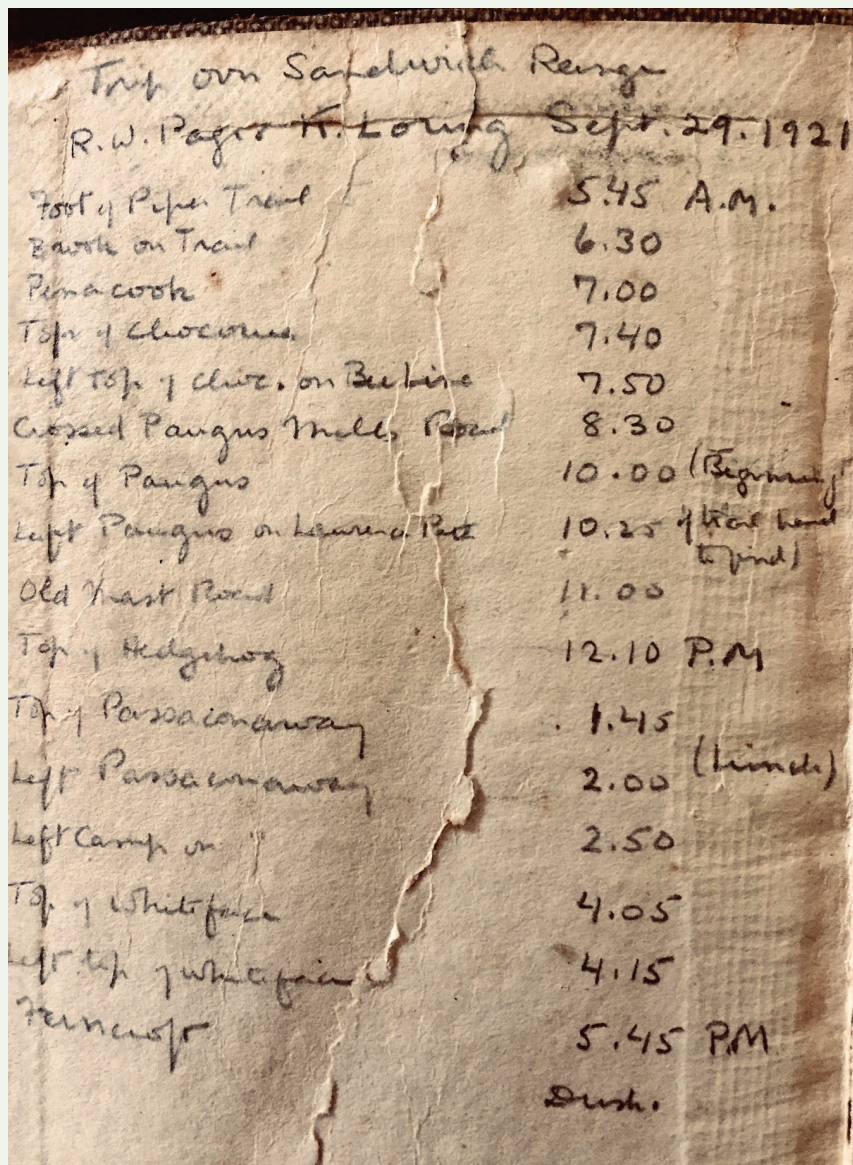 Trip over Sandwich Range
R.W. Page & K. Loring Sept. 29. 1921
Foot of Piper Trail 5.45 A.M.
Brook on Trail 6.30
Penacook 7.00
Top of Chocorua 7.40
Left top of Choc. on Bee Line 7.50
Crossed Paugus Mills Road 8.30
Top of Paugus 10.00 (Beginning
Left Paugus on Lawrence Path 10.25 of trail hard
to find)
Old Mast Road 11.00
Top of Hedgehog 12.10 P.M
Top of Passaconaway 1.45
(Lunch)
Left Passaconaway 2.00
Left Camp on " 2.50
Top of Whiteface 4.05
Left top of Whiteface 4.15
Ferncroft 5.45 P.M
Dusk.